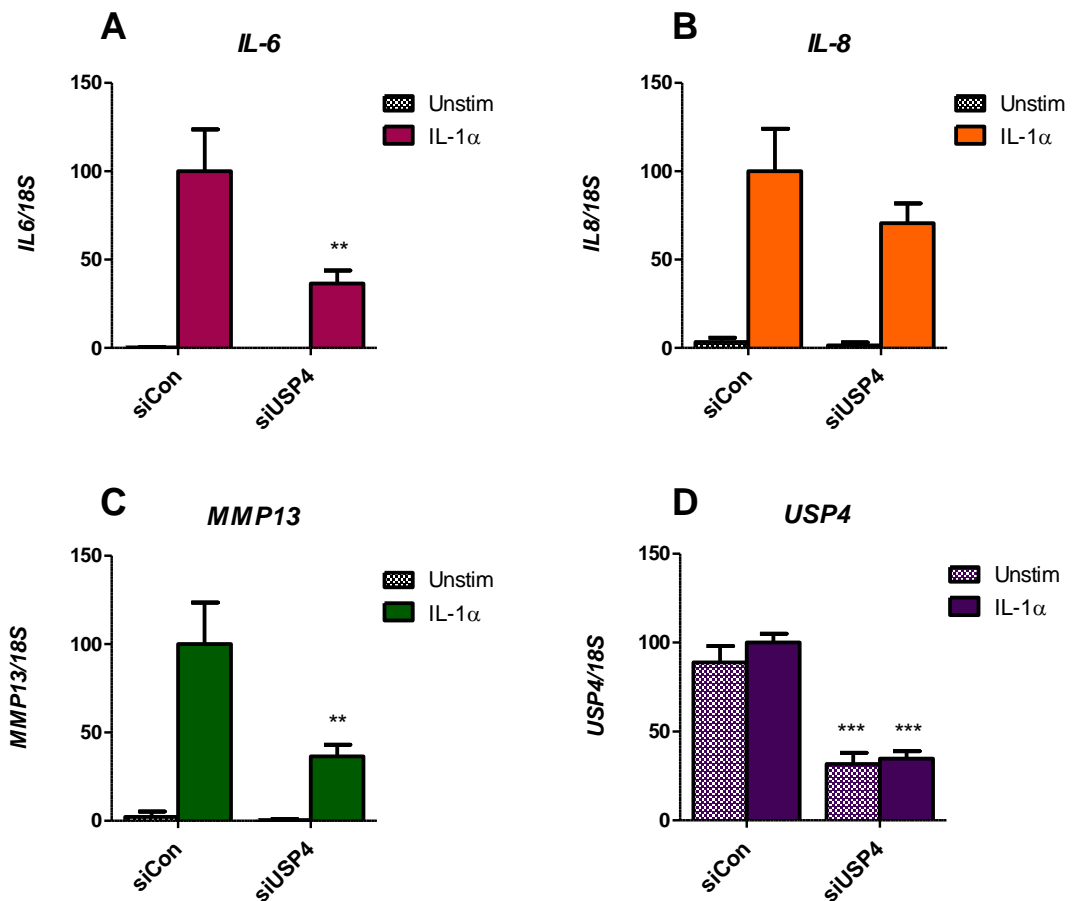 A
IL-6
150
100
50
0
IL6/18S
Unstim
IL-1α
**
siCon
siUSP4
B
IL-8
150
100
50
0
IL8/18S
Unstim
IL-1α
siCon
siUSP4
C
MMP13
150
100
50
0
MMP13/18S
Unstim
IL-1α
**
siCon
siUSP4
D
USP4
150
100
50
0
USP4/18S
Unstim
IL-1α
*** ***
siCon
siUSP4